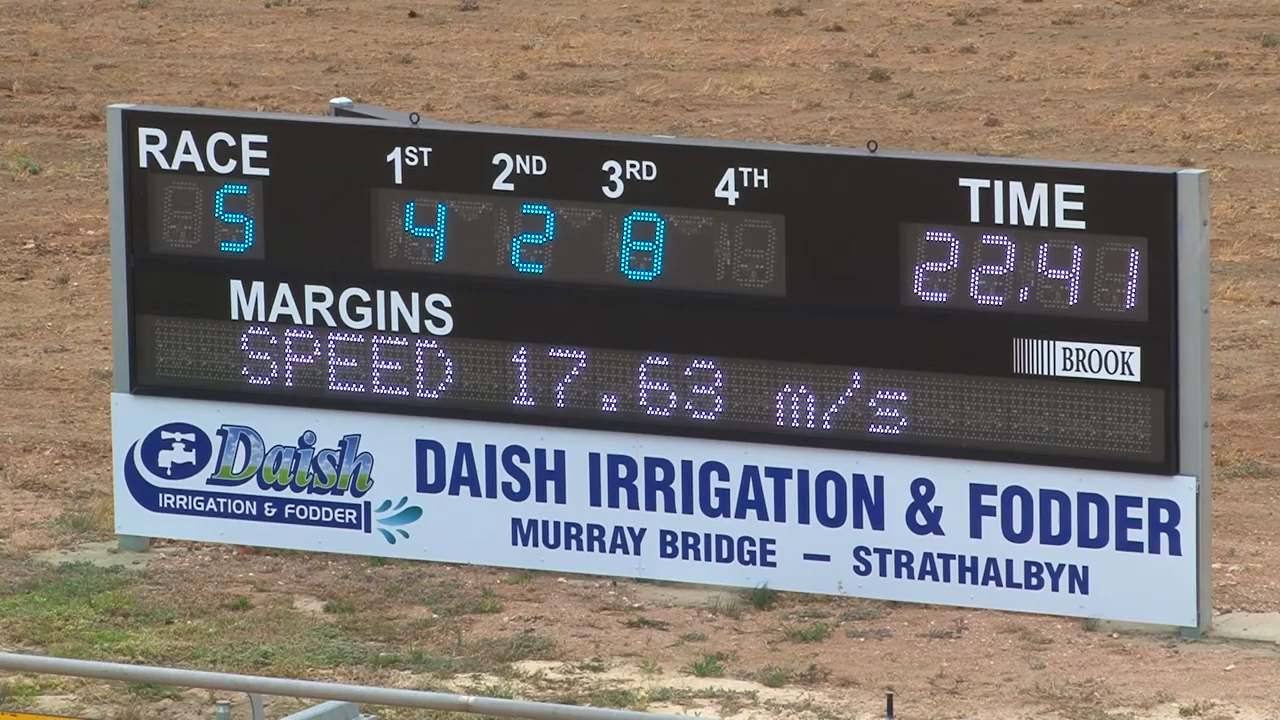 RACE 1ST 2ND 3RD 4TH TIME
5 4 2 8 22.41
MARGINS
BROOK
SPEED 17.63 m/s
Daish
IRRIGATION & FODDER
DAISH IRRIGATION & FODDER
MURRAY BRIDGE – STRATHALBYN